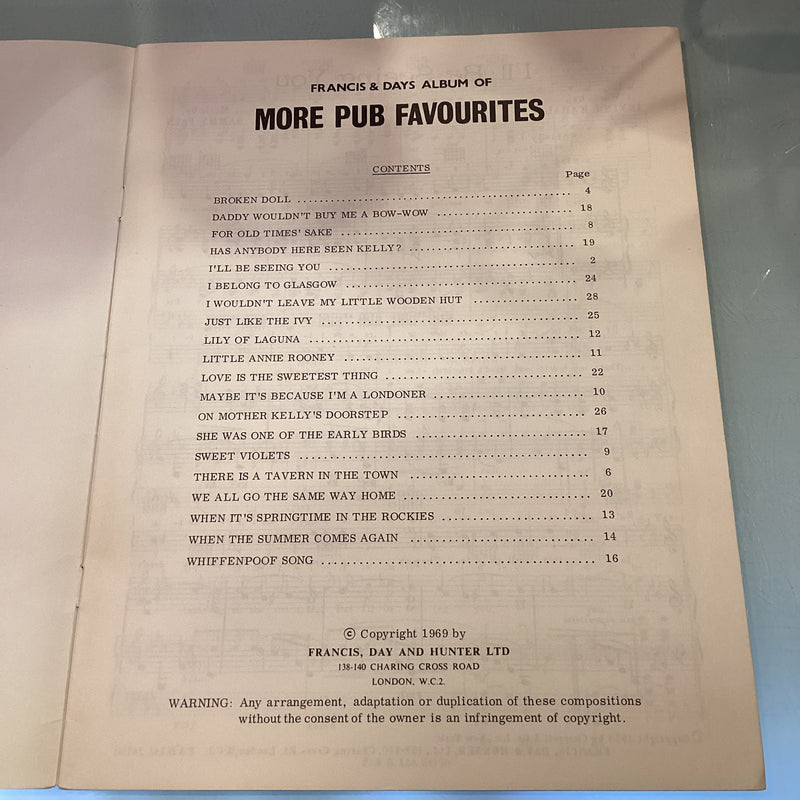 FRANCIS & DAYS ALBUM OF
MORE PUB FAVOURITES
CONTENTS
Page
BROKEN DOLL ............................................ 4
DADDY WOULDN'T BUY ME A BOW-WOW ...................... 18
FOR OLD TIMES' SAKE ..................................... 8
HAS ANYBODY HERE SEEN KELLY? ......................... 19
I'LL BE SEEING YOU ...................................... 2
I BELONG TO GLASGOW ................................... 24
I WOULDN'T LEAVE MY LITTLE WOODEN HUT ................ 28
JUST LIKE THE IVY ...................................... 25
LILY OF LAGUNA ........................................ 12
LITTLE ANNIE ROONEY ................................... 11
LOVE IS THE SWEETEST THING ............................ 22
MAYBE IT'S BECAUSE I'M A LONDONER ..................... 10
ON MOTHER KELLY'S DOORSTEP ........................... 26
SHE WAS ONE OF THE EARLY BIRDS ........................ 17
SWEET VIOLETS .......................................... 9
THERE IS A TAVERN IN THE TOWN ......................... 6
WE ALL GO THE SAME WAY HOME .......................... 20
WHEN IT'S SPRINGTIME IN THE ROCKIES .................... 13
WHEN THE SUMMER COMES AGAIN .......................... 14
WHIFFENPOOF SONG ...................................... 16
© Copyright 1969 by
FRANCIS, DAY AND HUNTER LTD
138-140 CHARING CROSS ROAD
LONDON, W.C.2.
WARNING: Any arrangement, adaptation or duplication of these compositions
without the consent of the owner is an infringement of copyright.